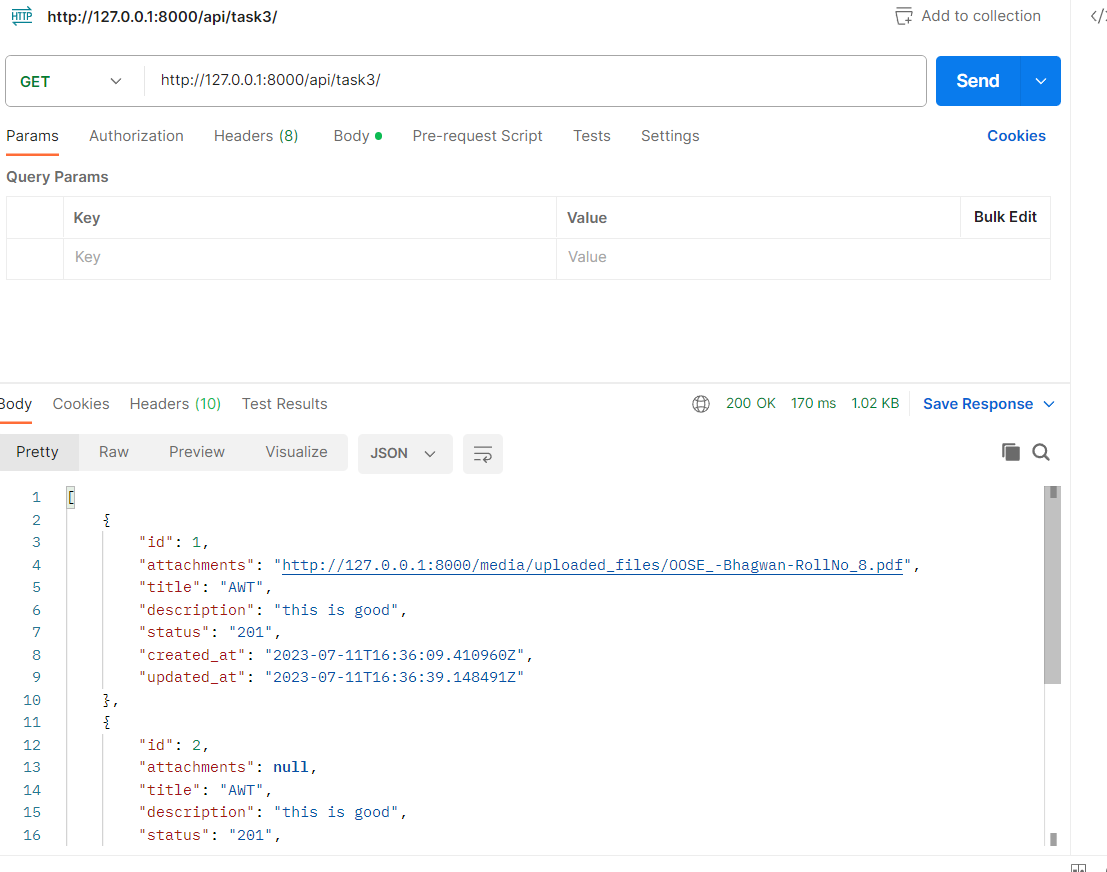 HTTP http://127.0.0.1:8000/api/task3/ Add to collection
GET http://127.0.0.1:8000/api/task3/ Send
Params Authorization Headers (8) Body Pre-request Script Tests Settings Cookies
Query Params
Key Value Bulk Edit
Key Value
Body Cookies Headers (10) Test Results 200 OK 170 ms 1.02 KB Save Response
Pretty Raw Preview Visualize JSON
1 [
2 {
3 "id": 1,
4 "attachments": "http://127.0.0.1:8000/media/uploaded_files/OOSE_-Bhagwan-RollNo_8.pdf",
5 "title": "AWT",
6 "description": "this is good",
7 "status": "201",
8 "created_at": "2023-07-11T16:36:09.410960Z",
9 "updated_at": "2023-07-11T16:36:39.148491Z"
10 },
11 {
12 "id": 2,
13 "attachments": null,
14 "title": "AWT",
15 "description": "this is good",
16 "status": "201",